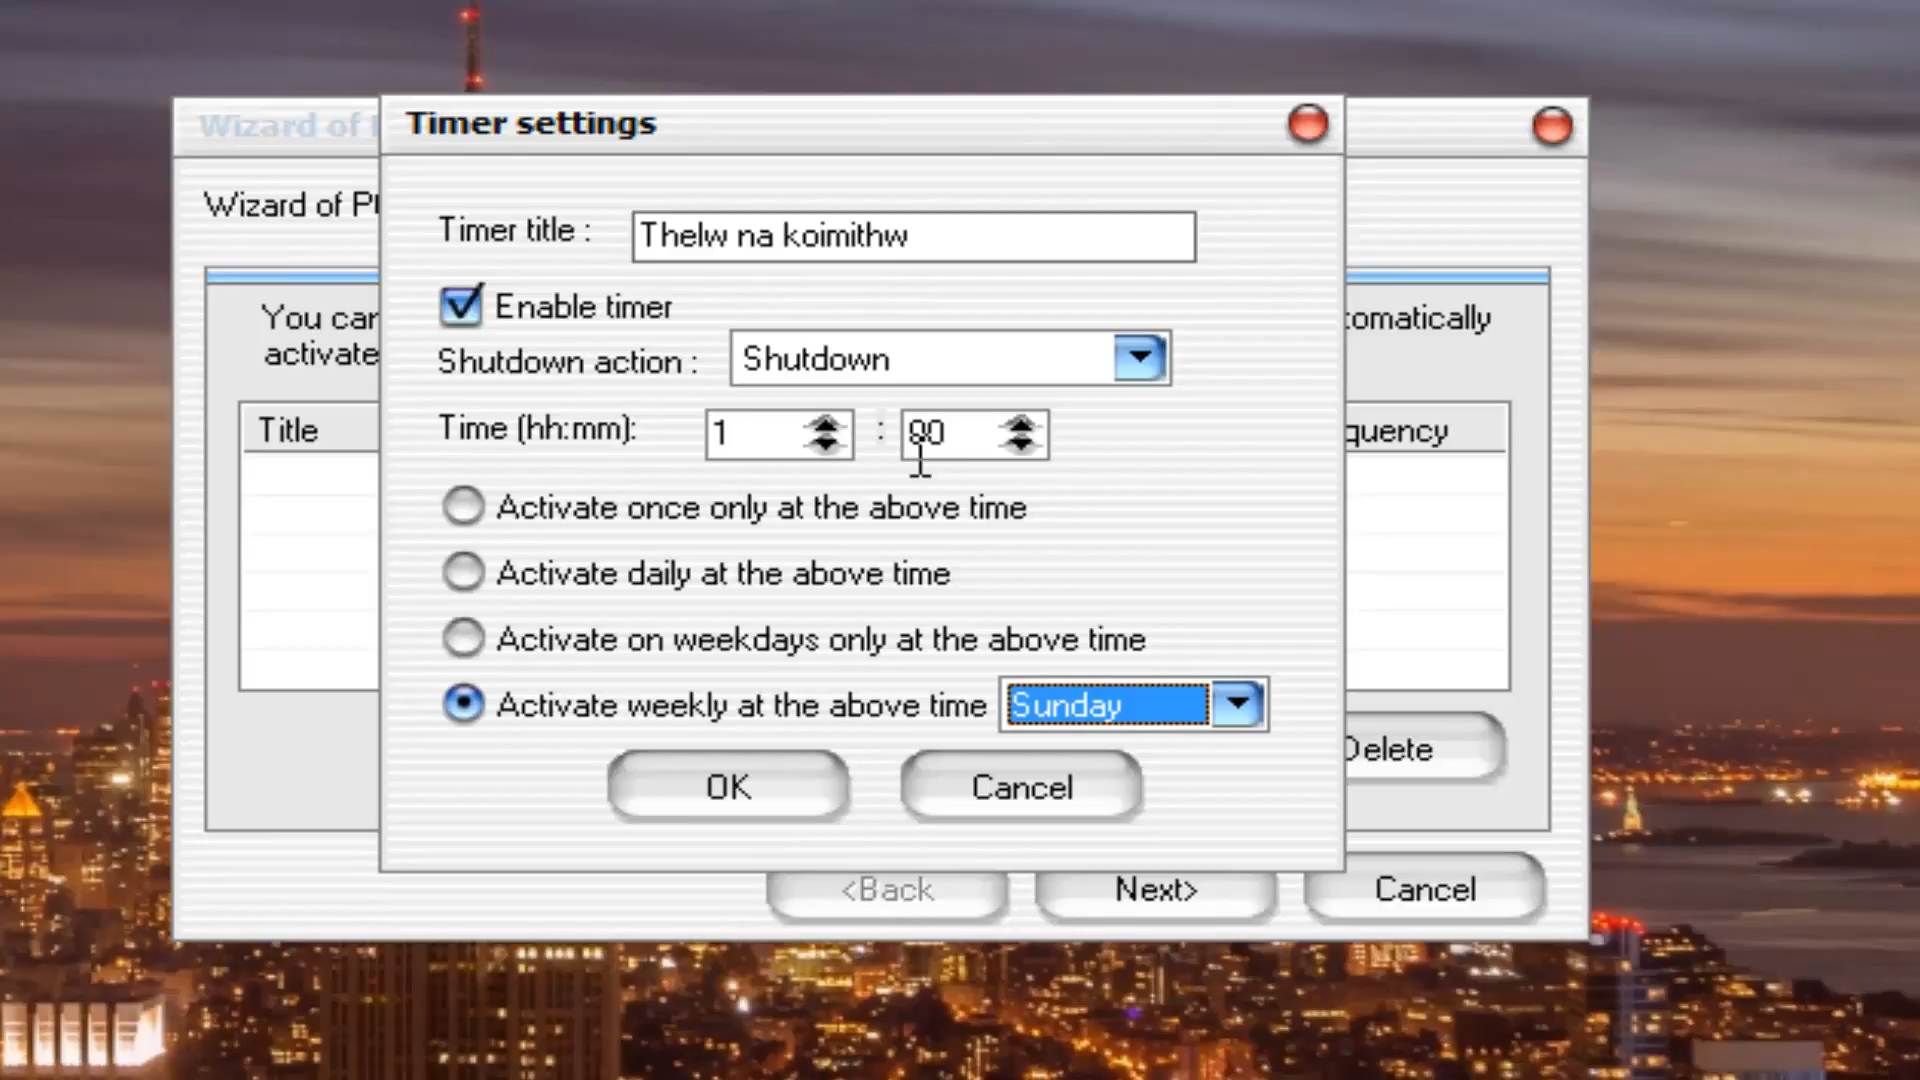 Wizard of
Timer settings
Wizard of P
Timer title :
Thelw na koimithw
Enable timer
You can
omatically
activate
Shutdown action :
Shutdown
Time (hh:mm):
1
:
Title
quency
Activate once only at the above time
Activate daily at the above time
Activate on weekdays only at the above time
Activate weekly at the above time
Sunday
Delete
OK
Cancel
<Back
Next>
Cancel